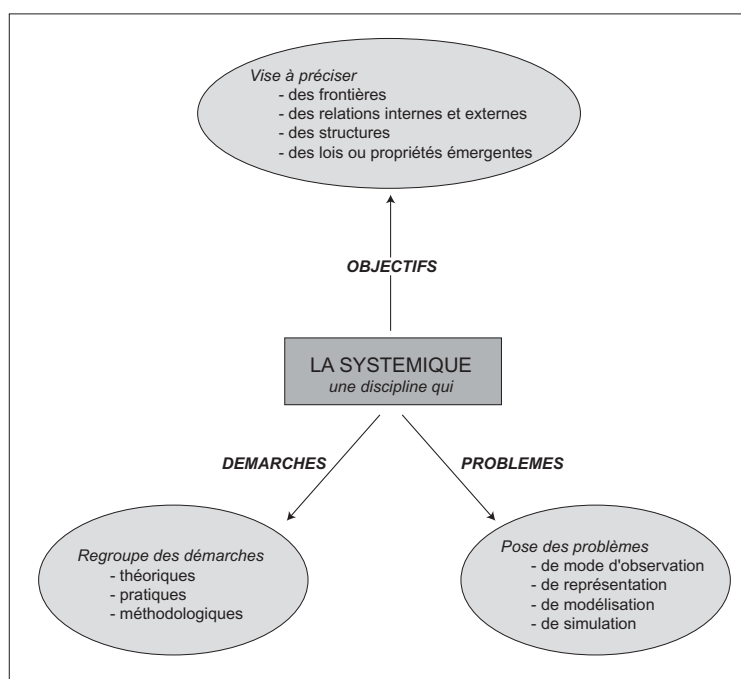 Vise à préciser
- des frontières
- des relations internes et externes
- des structures
- des lois ou propriétés émergentes
OBJECTIFS
LA SYSTEMIQUE
une discipline qui
DEMARCHES
PROBLEMES
Regroupe des démarches
- théoriques
- pratiques
- méthodologiques
Pose des problèmes
- de mode d'observation
- de représentation
- de modélisation
- de simulation